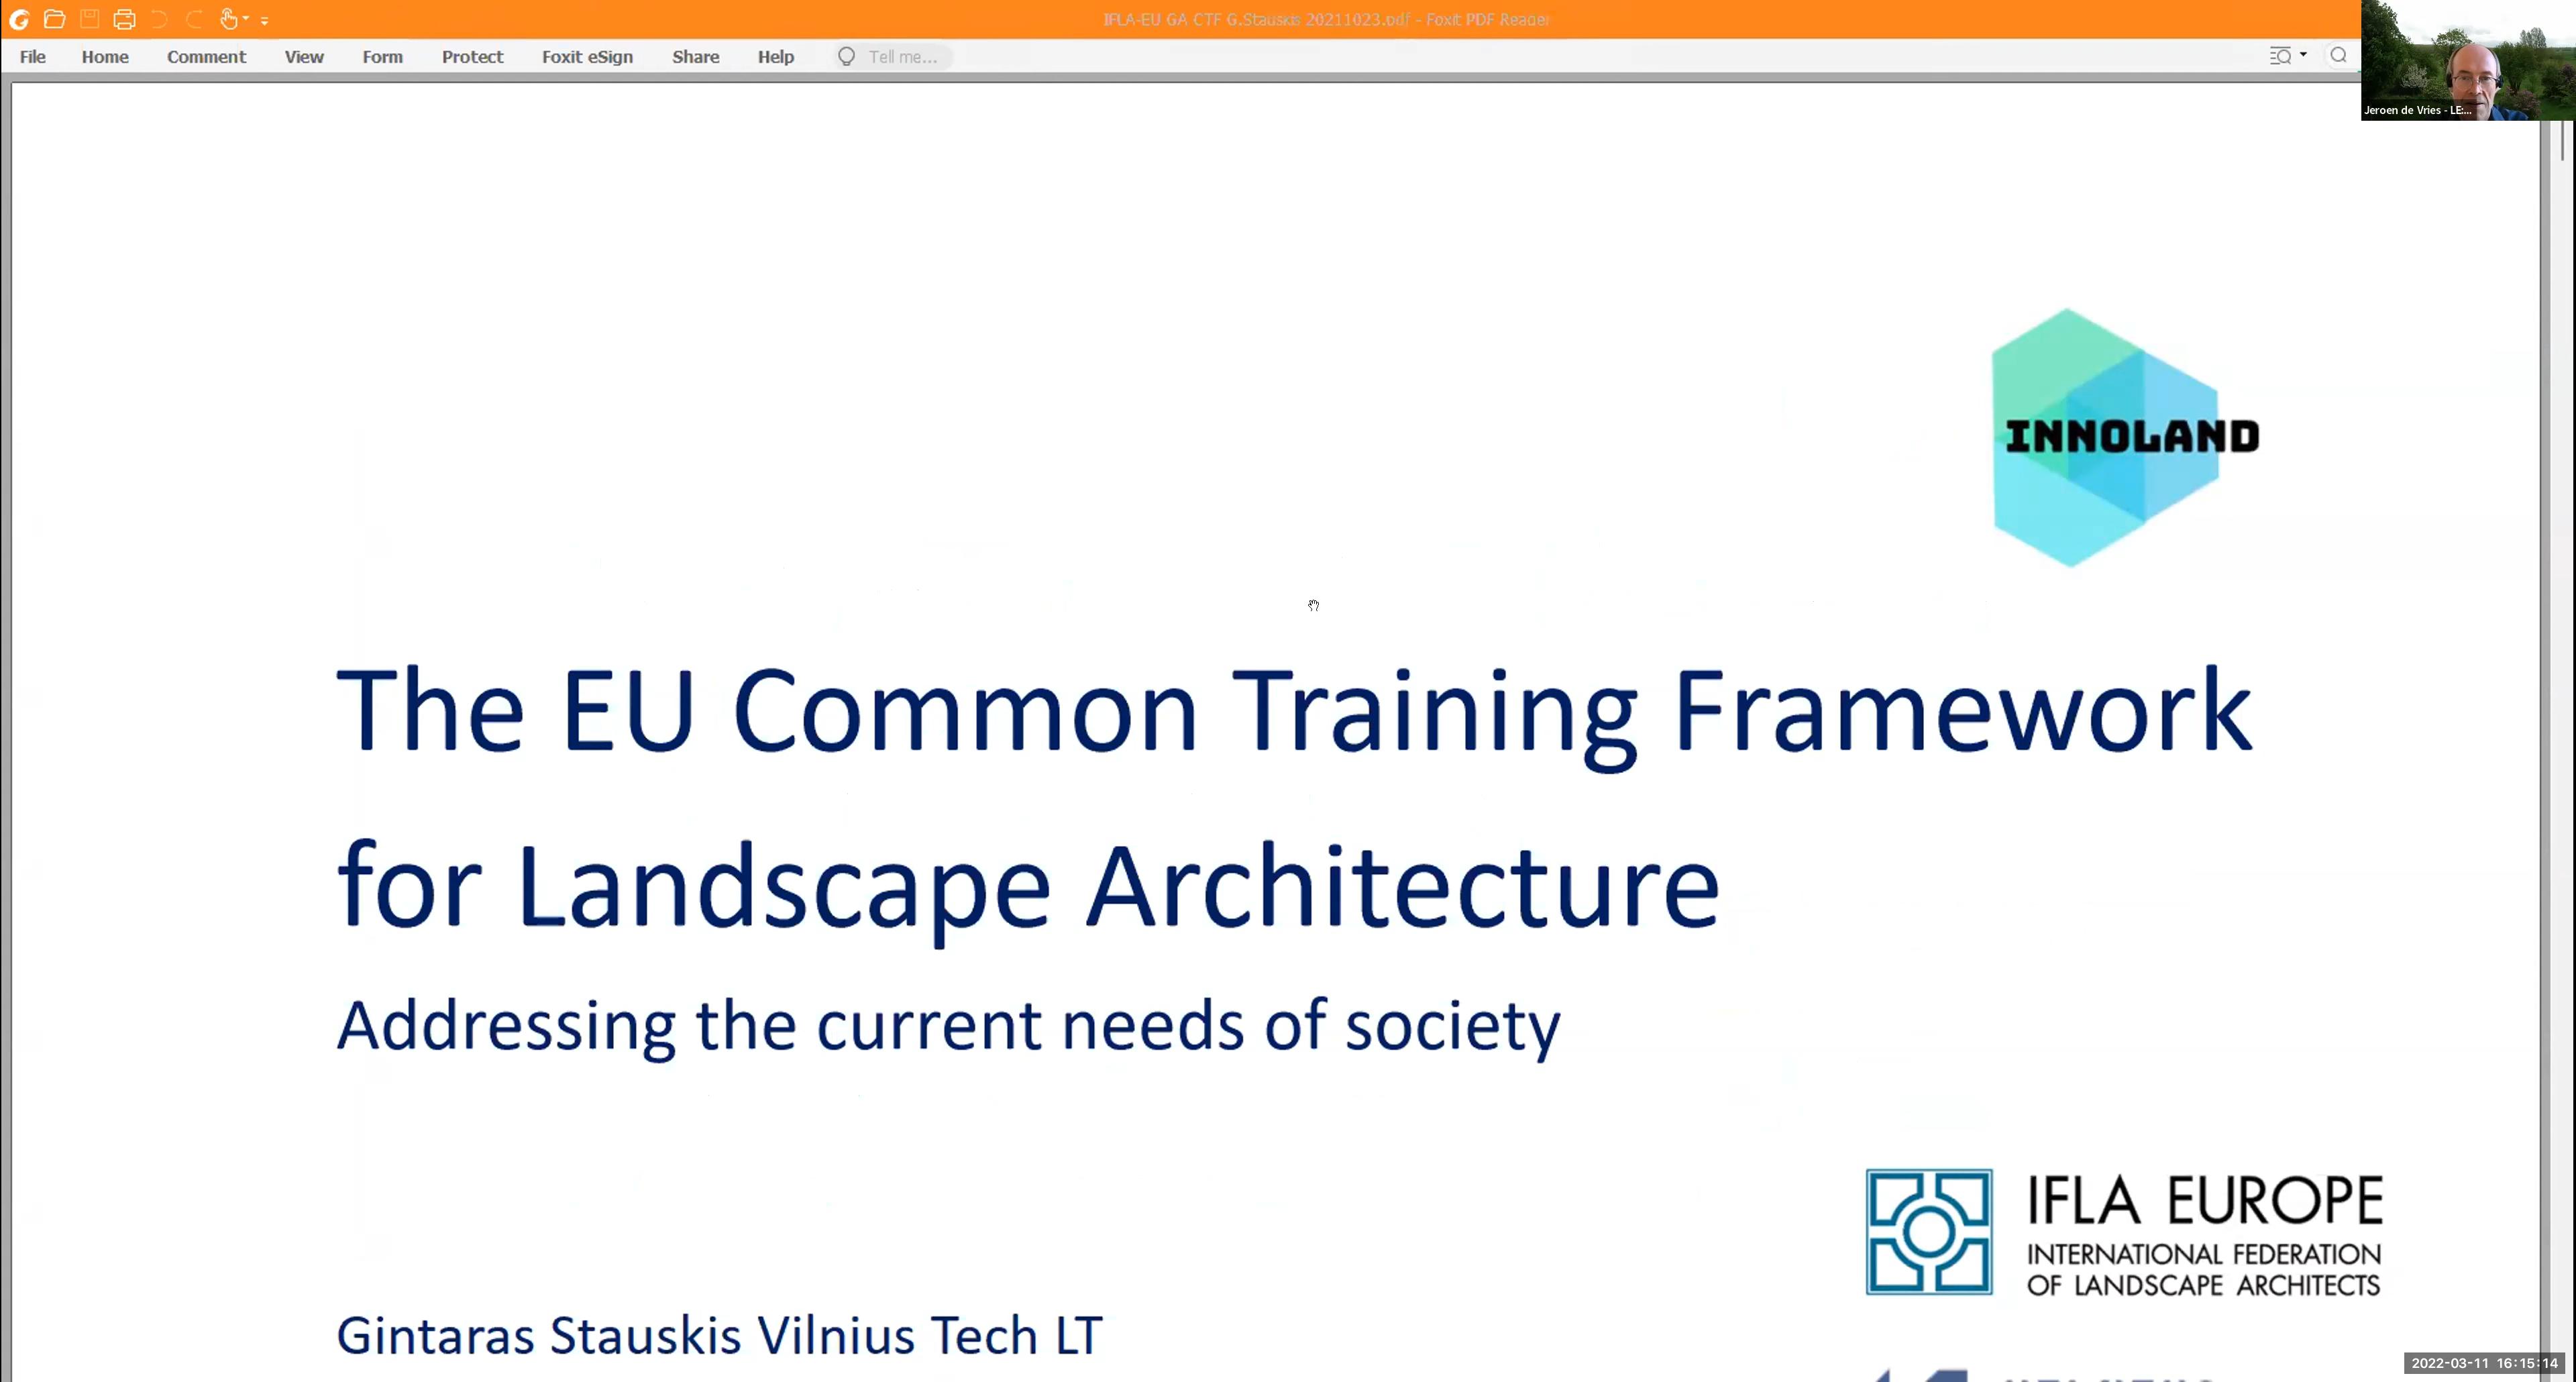 IFLA-EU GA CTF G.Stauskis 20211023.pdf - Foxit PDF Reader
File Home Comment View Form Protect Foxit eSign Share Help Tell me...
Jeroen de Vries - LE:...
INNOLAND
The EU Common Training Framework
for Landscape Architecture
Addressing the current needs of society
IFLA EUROPE
INTERNATIONAL FEDERATION
OF LANDSCAPE ARCHITECTS
Gintaras Stauskis Vilnius Tech LT
2022-03-11 16:15:14